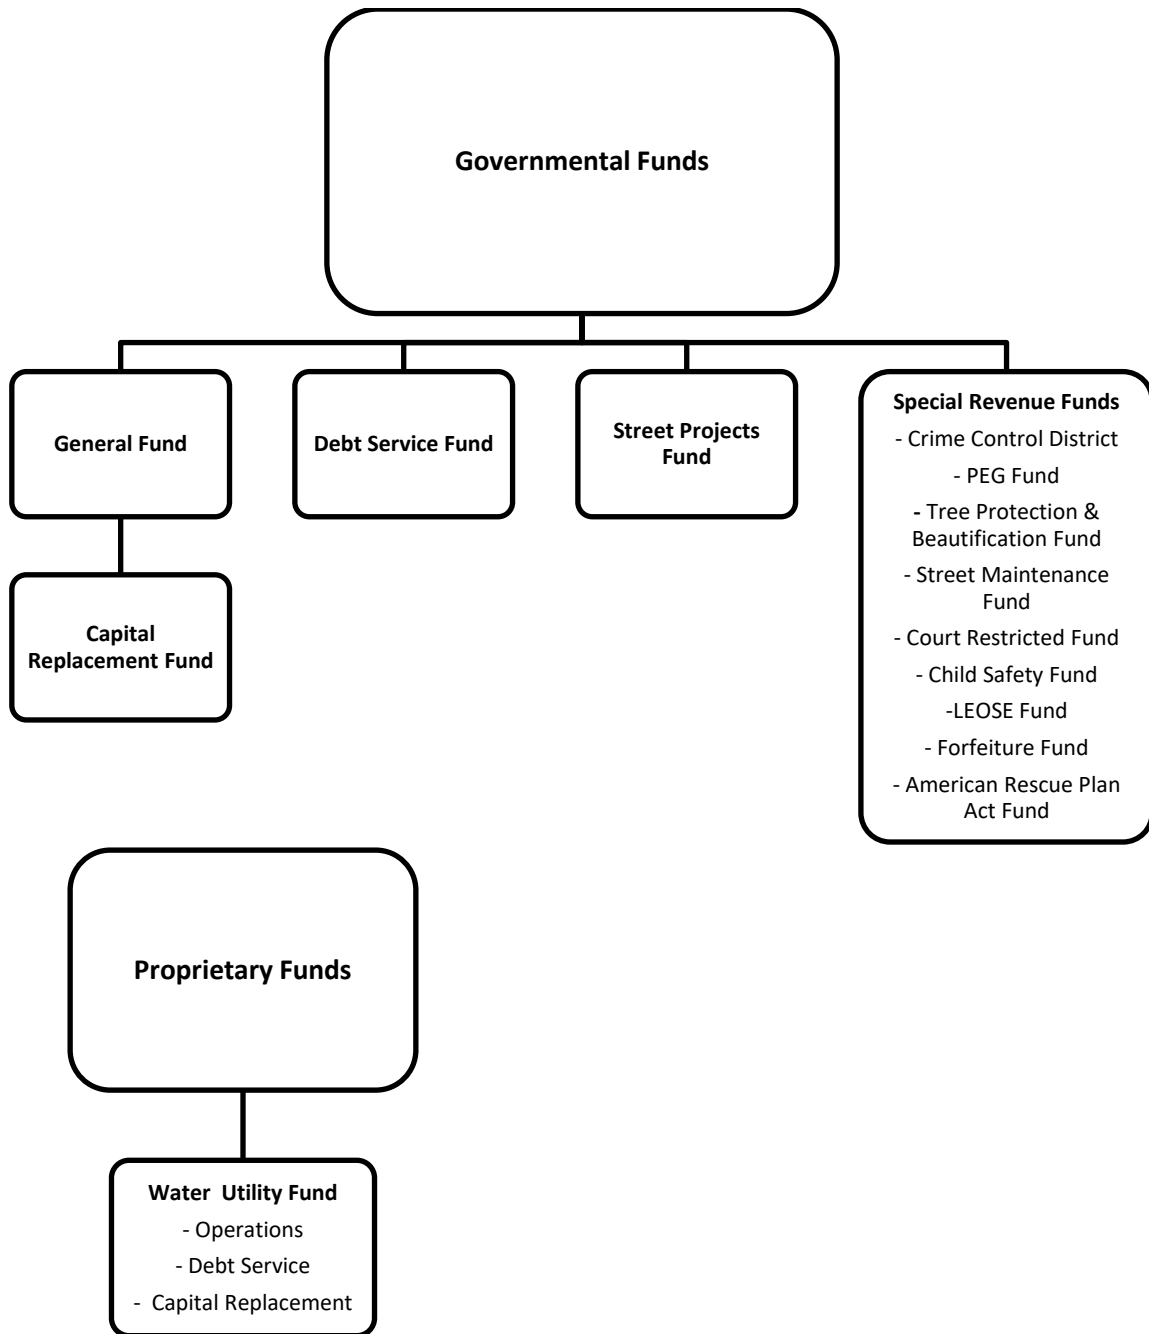 Governmental Funds
General Fund
Debt Service Fund
Street Projects
Fund
Special Revenue Funds
- Crime Control District
- PEG Fund
- Tree Protection &
Beautification Fund
- Street Maintenance
Fund
- Court Restricted Fund
- Child Safety Fund
-LEOSE Fund
- Forfeiture Fund
- American Rescue Plan
Act Fund
Capital
Replacement Fund
Proprietary Funds
Water  Utility Fund
- Operations
- Debt Service
-  Capital Replacement